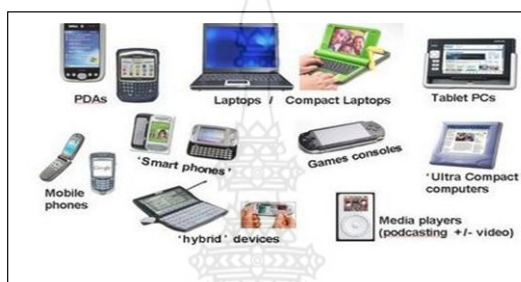 PDAs
Laptops / Compact Laptops
Tablet PCs
Mobile
phones
'Smart phones'
Games consoles
'Ultra Compact
computers
'hybrid' devices
Media players
(podcasting +/- video)